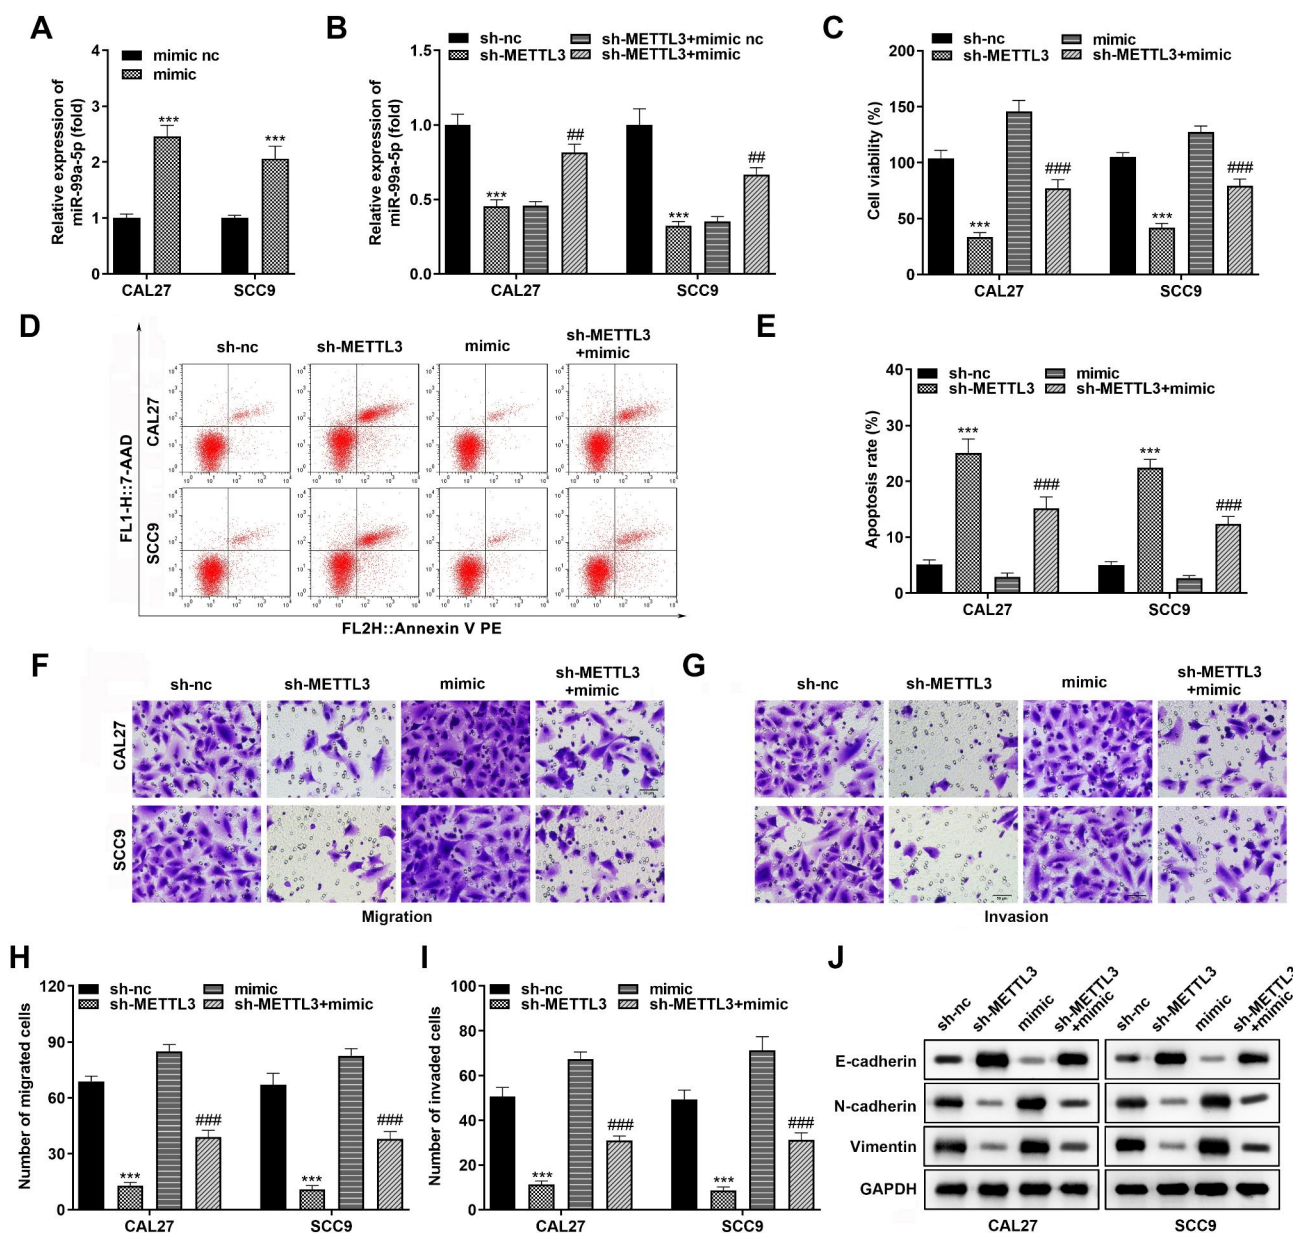 A
mimic nc
mimic
Relative expression of
miR-99a-5p (fold)
4
3
2
1
0
***
***
CAL27
SCC9
B
sh-nc
sh-METTL3
sh-METTL3+mimic nc
sh-METTL3+mimic
Relative expression of
miR-99a-5p (fold)
1.5
1.0
0.5
0.0
***
##
***
##
CAL27
SCC9
C
sh-nc
sh-METTL3
mimic
sh-METTL3+mimic
Cell viability (%)
200
150
100
50
0
***
###
***
###
CAL27
SCC9
D
sh-nc
sh-METTL3
mimic
sh-METTL3
+mimic
CAL27
SCC9
FL1-H::7-AAD
FL2H::Annexin V PE
E
sh-nc
sh-METTL3
mimic
sh-METTL3+mimic
Apoptosis rate (%)
40
30
20
10
0
***
###
***
###
CAL27
SCC9
F
sh-nc
sh-METTL3
mimic
sh-METTL3
+mimic
CAL27
SCC9
Migration
G
sh-nc
sh-METTL3
mimic
sh-METTL3
+mimic
Invasion
H
sh-nc
sh-METTL3
mimic
sh-METTL3+mimic
Number of migrated cells
120
90
60
30
0
***
###
***
###
CAL27
SCC9
I
sh-nc
sh-METTL3
mimic
sh-METTL3+mimic
Number of invaded cells
100
80
60
40
20
0
***
###
***
###
CAL27
SCC9
J
sh-nc
sh-METTL3
mimic
sh-METTL3
+mimic
sh-nc
sh-METTL3
mimic
sh-METTL3
+mimic
E-cadherin
N-cadherin
Vimentin
GAPDH
CAL27
SCC9